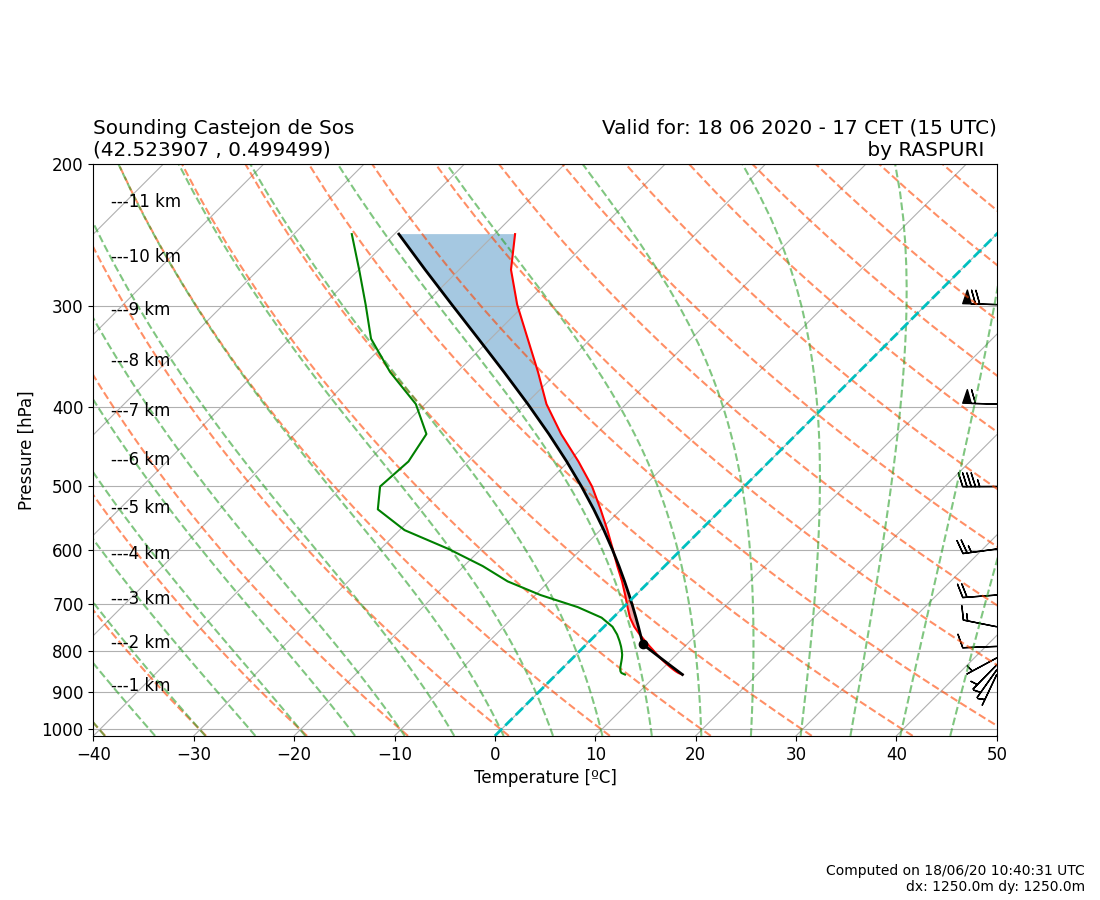 Sounding Castejon de Sos
(42.523907 , 0.499499)
Valid for: 18 06 2020 - 17 CET (15 UTC)
by RASPURI
200
300
400
500
600
700
800
900
1000
Pressure [hPa]
---11 km
---10 km
---9 km
---8 km
---7 km
---6 km
---5 km
---4 km
---3 km
---2 km
---1 km
−40 −30 −20 −10 0 10 20 30 40 50
Temperature [ºC]
Computed on 18/06/20 10:40:31 UTC
dx: 1250.0m dy: 1250.0m